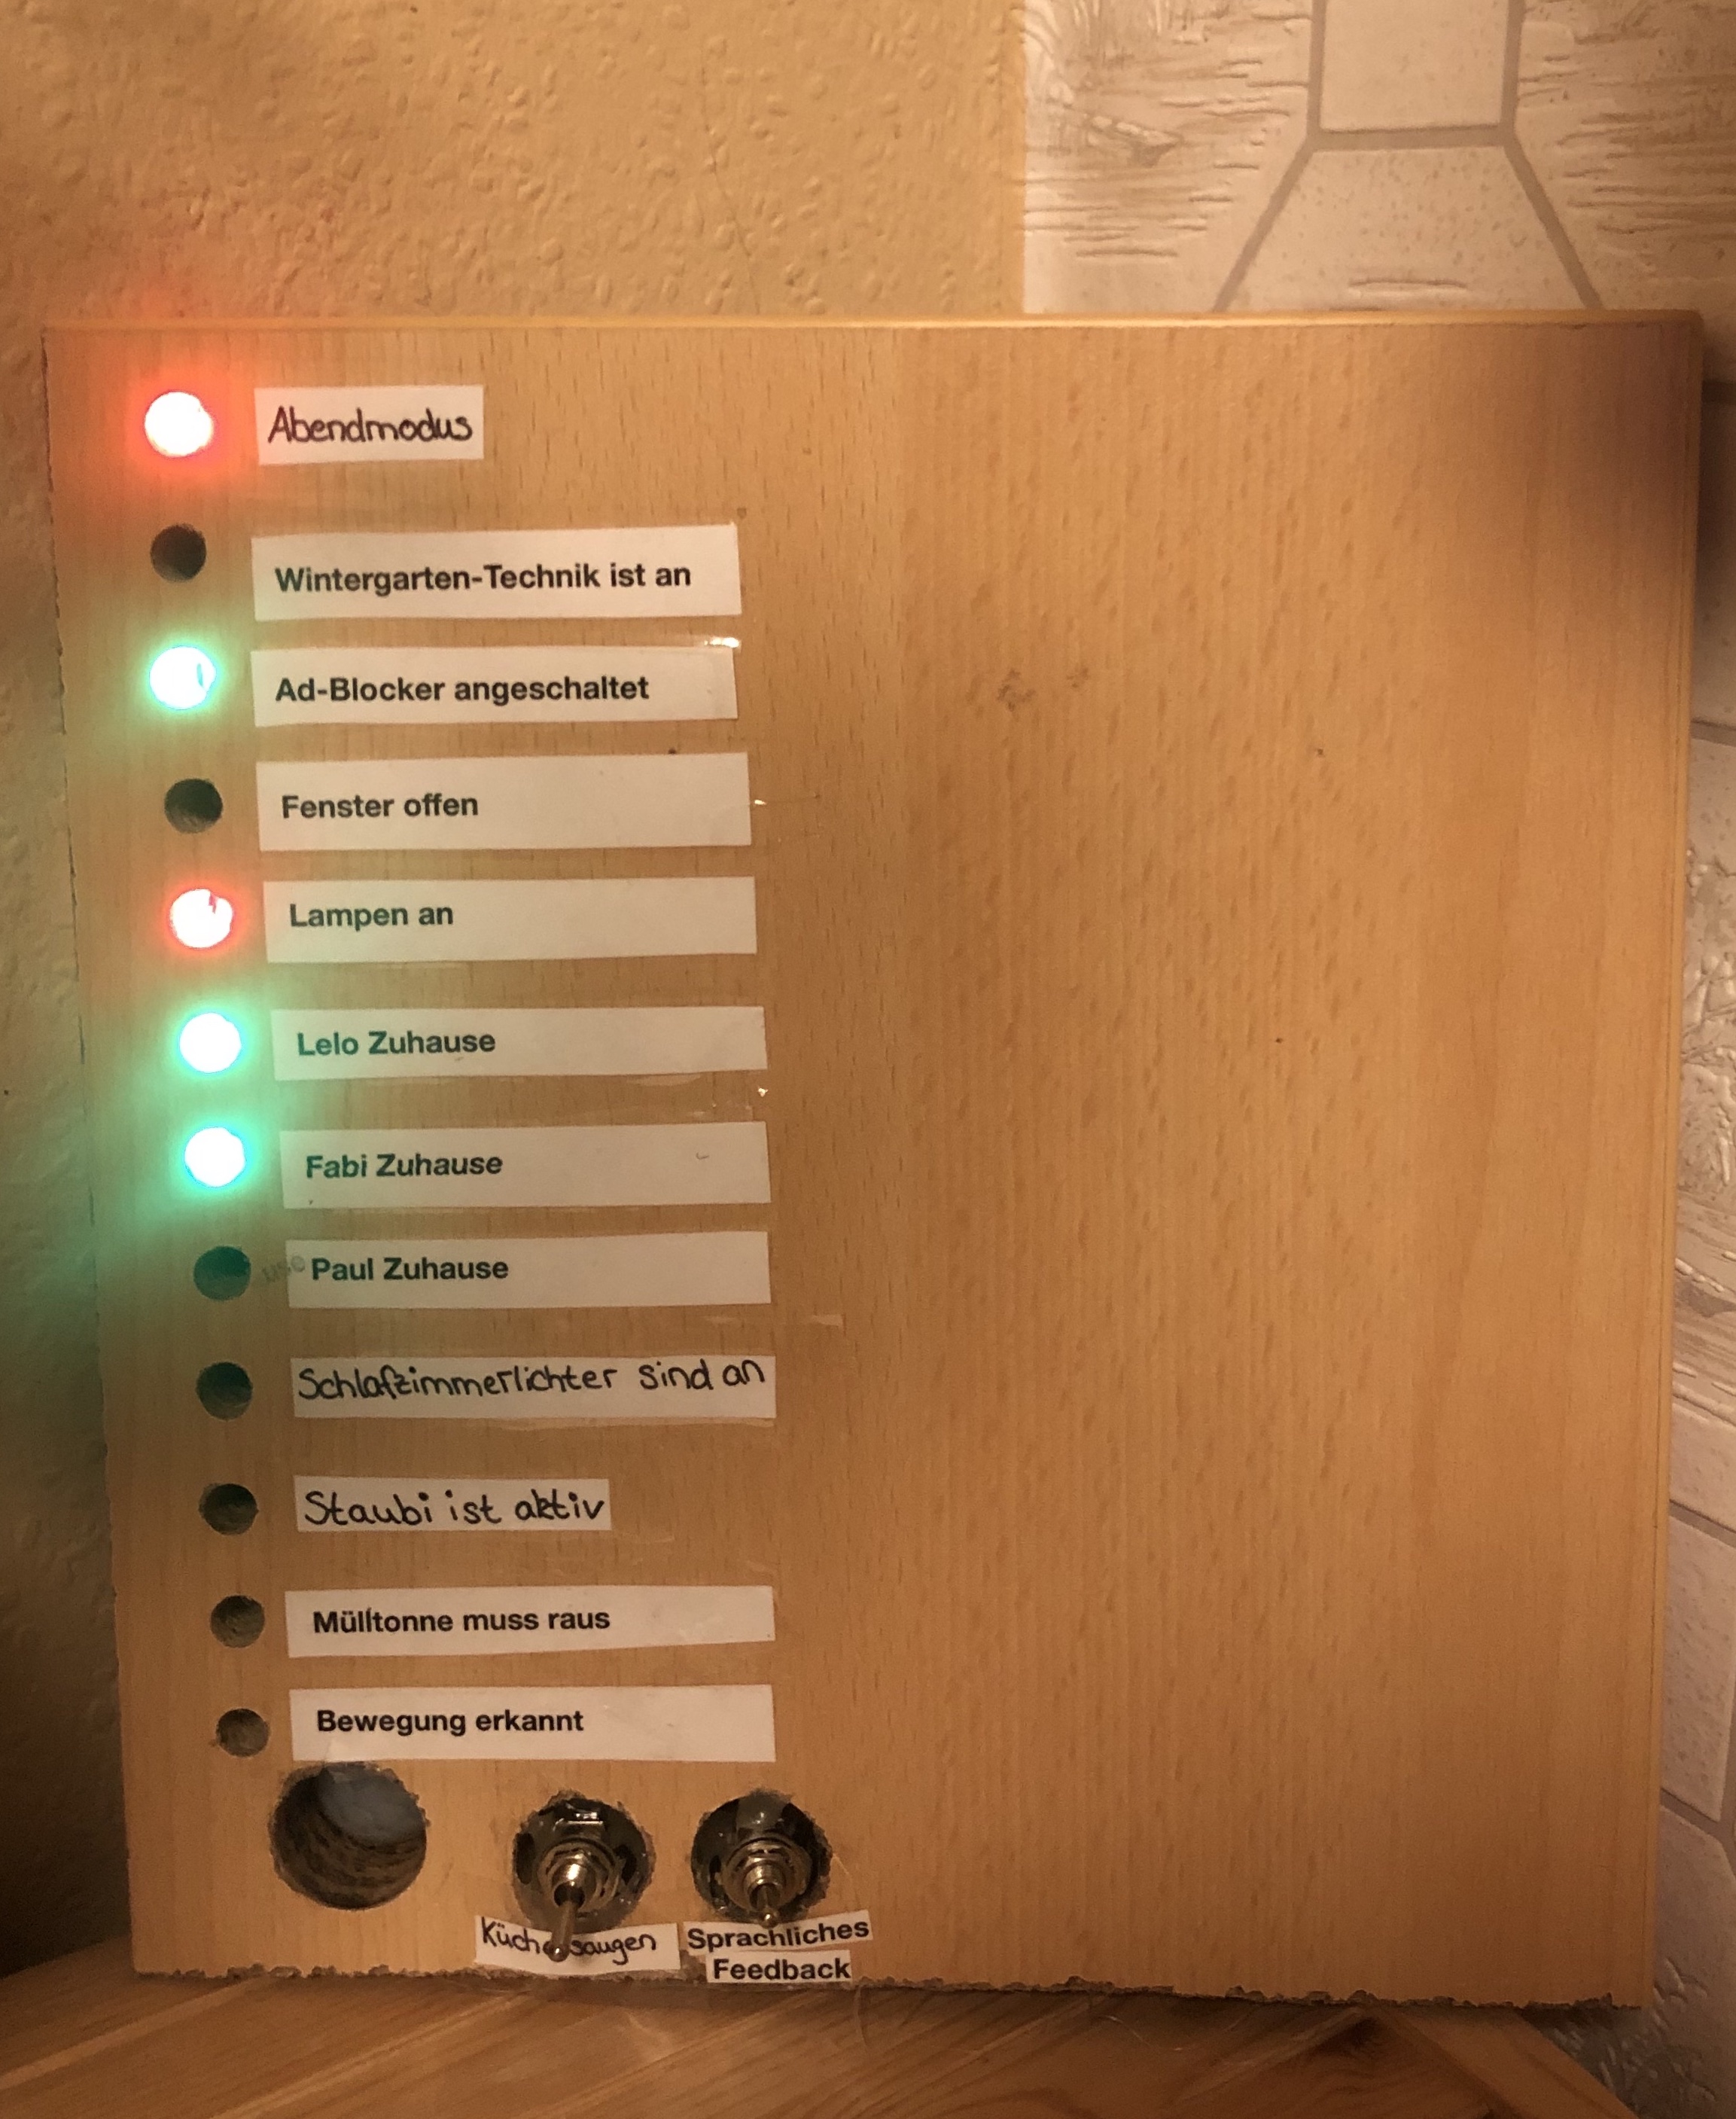 Abendmodus
Wintergarten-Technik ist an
Ad-Blocker angeschaltet
Fenster offen
Lampen an
Lelo Zuhause
Fabi Zuhause
Paul Zuhause
Schlafzimmerlichter sind an
Staubi ist aktiv
Mülltonne muss raus
Bewegung erkannt
Küche saugen
Sprachliches
Feedback